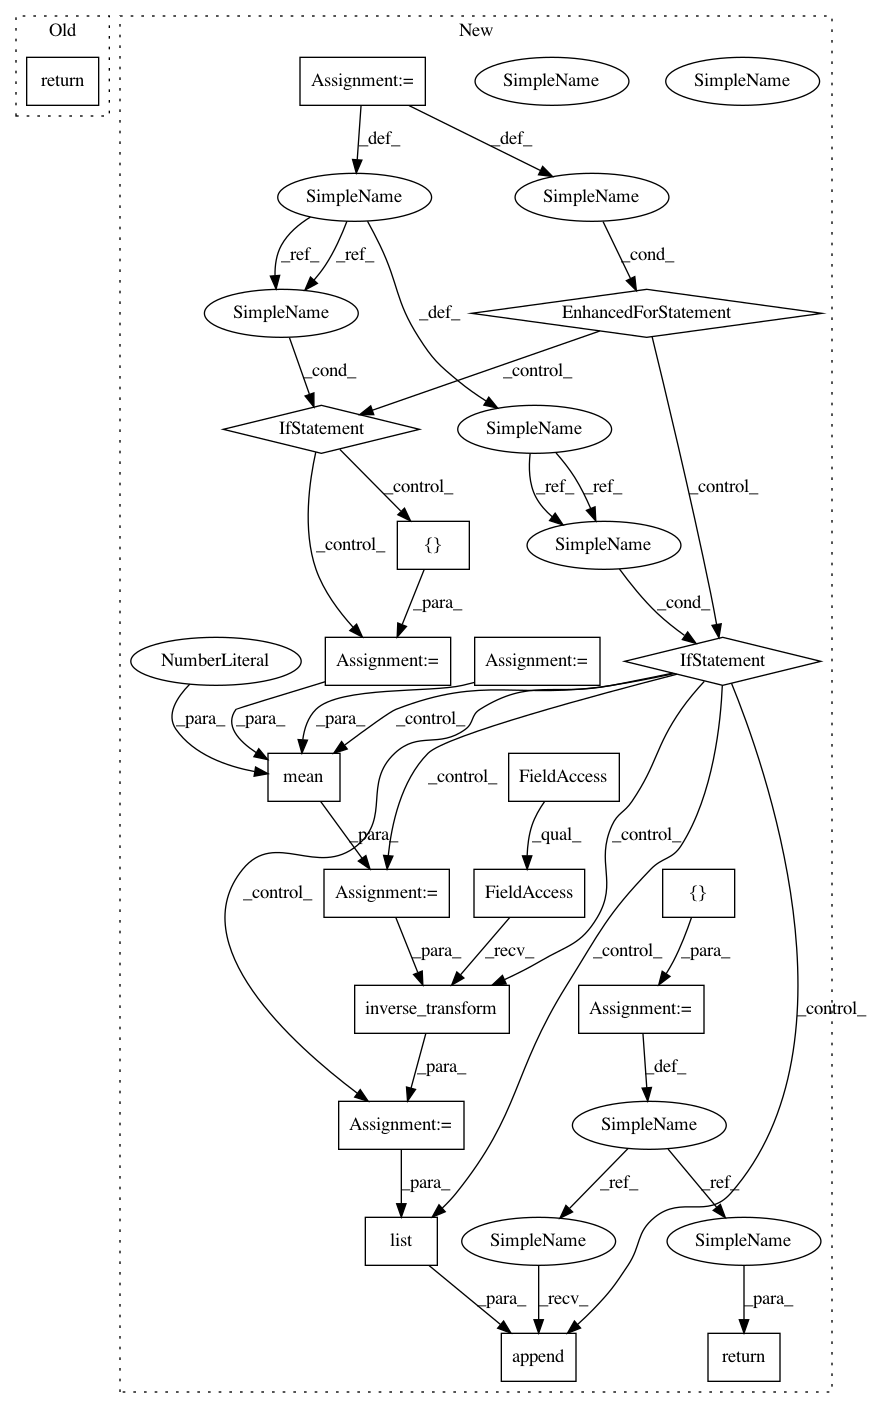 Old
New
return
Assignment:=
SimpleName
SimpleName
_def_
_def_
SimpleName
SimpleName
_ref_
_ref_
_cond_
SimpleName
_def_
EnhancedForStatement
_cond_
_control_
IfStatement
SimpleName
_control_
_ref_
_ref_
_control_
_control_
{}
SimpleName
_para_
_cond_
NumberLiteral
Assignment:=
Assignment:=
IfStatement
_para_
_para_
_para_
_control_
mean
_control_
FieldAccess
_para_
_qual_
_control_
_control_
Assignment:=
FieldAccess
{}
_para_
_recv_
_control_
_para_
_control_
inverse_transform
Assignment:=
_para_
_def_
Assignment:=
SimpleName
_para_
_ref_
_ref_
list
SimpleName
SimpleName
_para_
_recv_
_para_
append
return